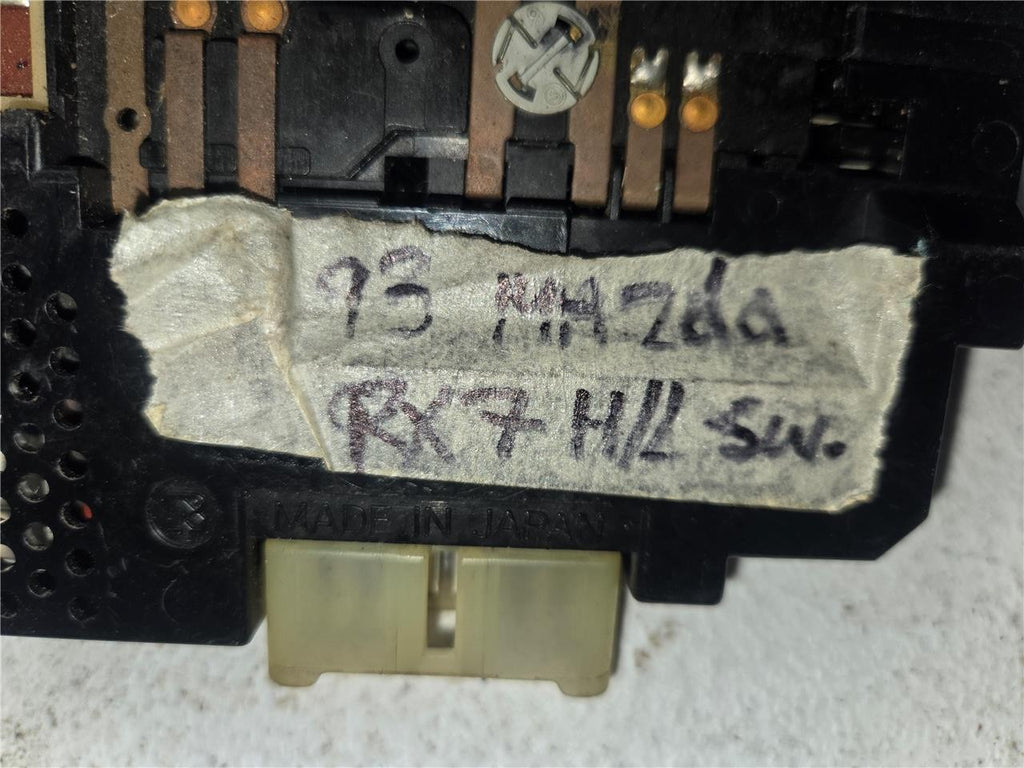 93 MAZda
RX7 H/L SW.
MADE IN JAPAN